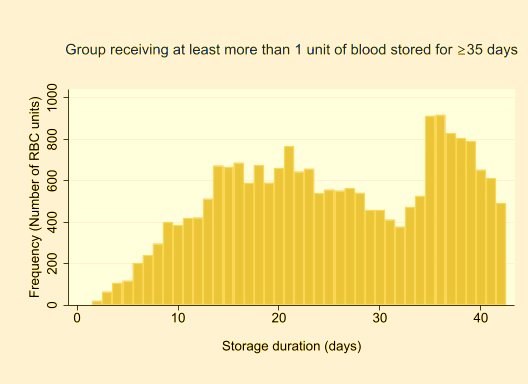 Group receiving at least more than 1 unit of blood stored for ≥35 days
Frequency (Number of RBC units)
1000
800
600
400
200
0
0 10 20 30 40
Storage duration (days)